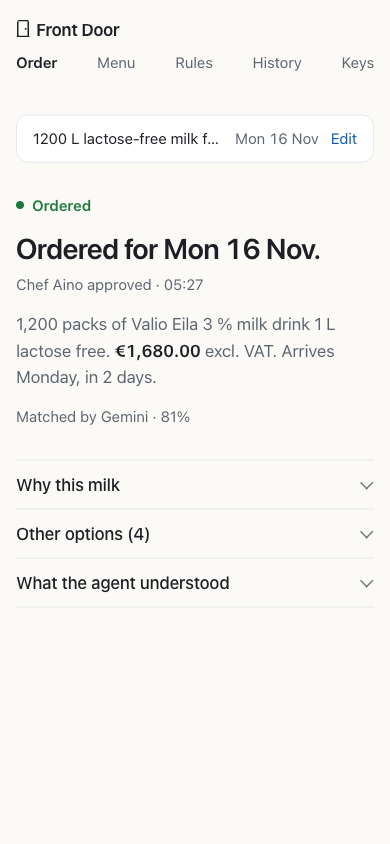 Front Door
Order Menu Rules History Keys
1200 L lactose-free milk f... Mon 16 Nov Edit
Ordered
Ordered for Mon 16 Nov.
Chef Aino approved · 05:27
1,200 packs of Valio Eila 3 % milk drink 1 L
lactose free. €1,680.00 excl. VAT. Arrives
Monday, in 2 days.
Matched by Gemini · 81%
Why this milk
Other options (4)
What the agent understood